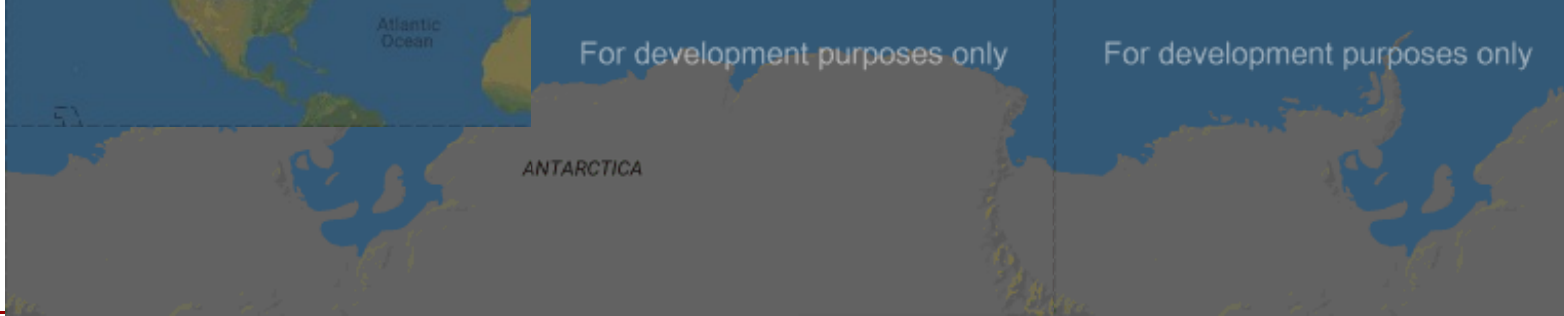 Atlantic
Ocean
For development purposes only
For development purposes only
ANTARCTICA